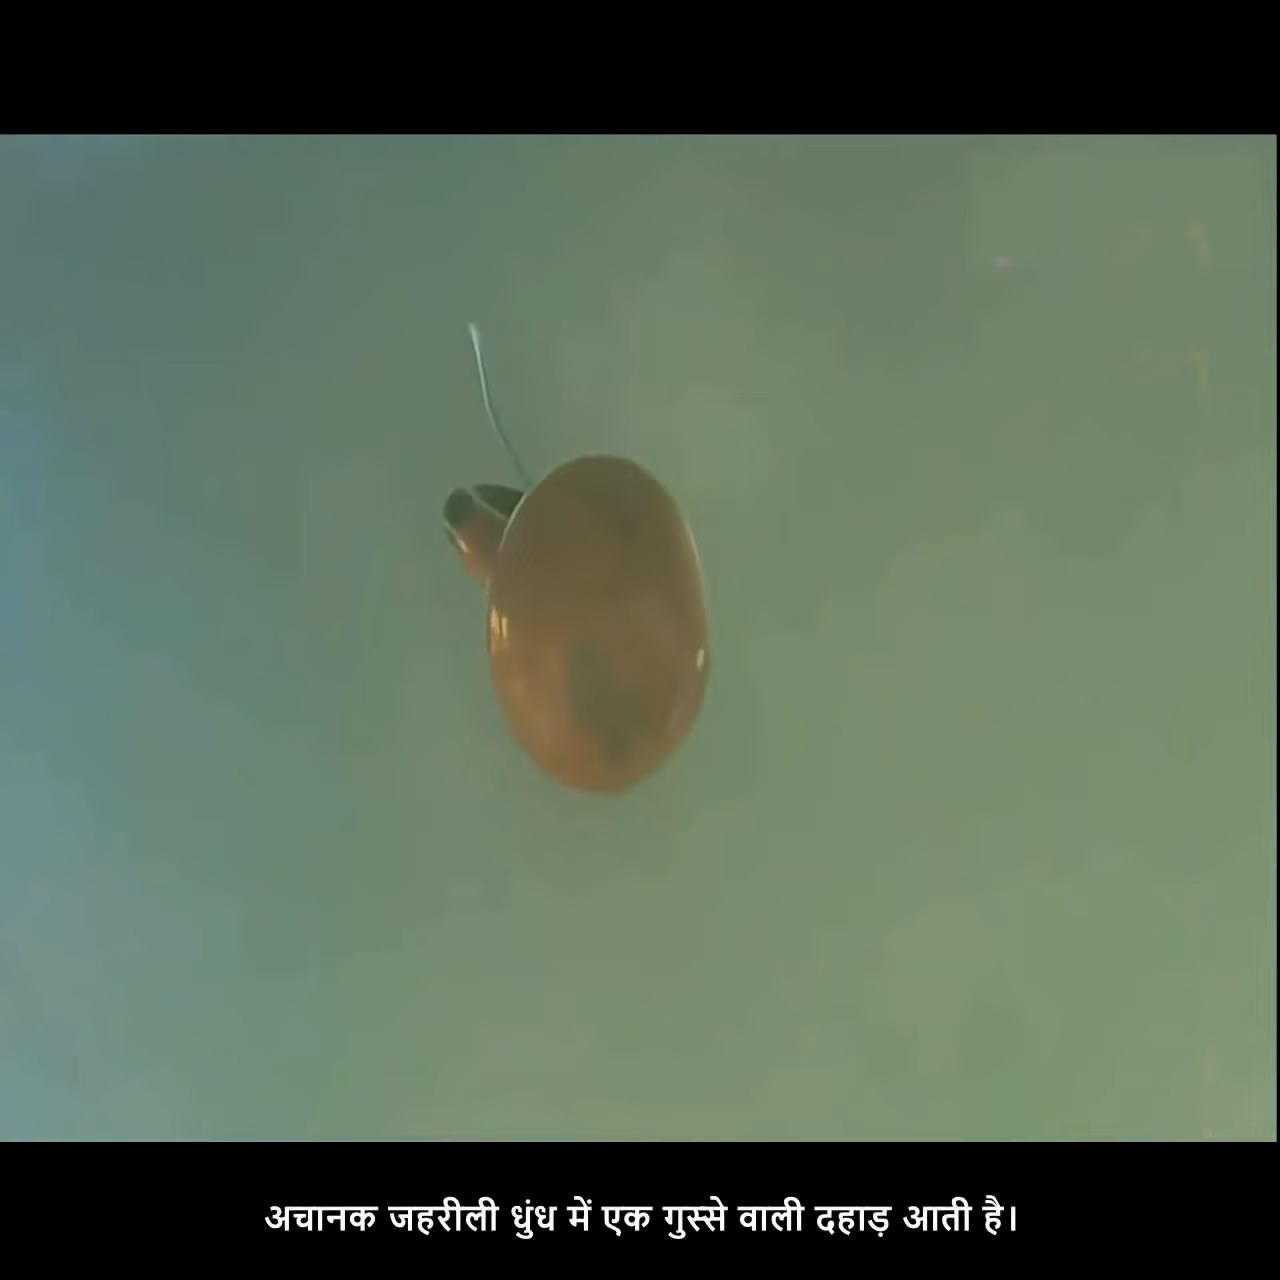 अचानक जहरीली धुंध में एक गुस्से वाली दहाड़ आती है।